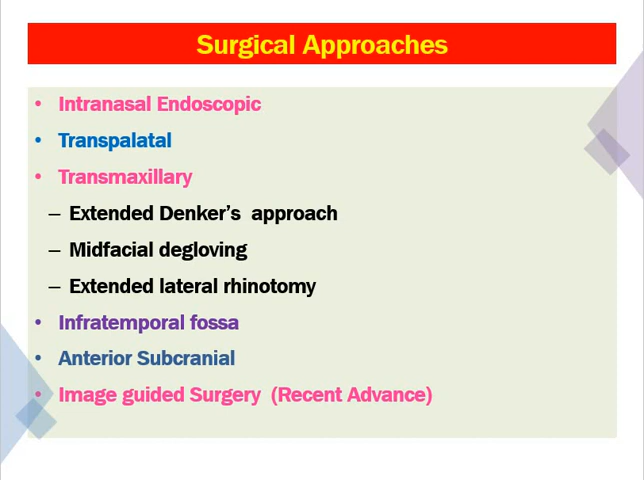 Surgical Approaches
• Intranasal Endoscopic
• Transpalatal
• Transmaxillary
– Extended Denker’s approach
– Midfacial degloving
– Extended lateral rhinotomy
• Infratemporal fossa
• Anterior Subcranial
• Image guided Surgery (Recent Advance)